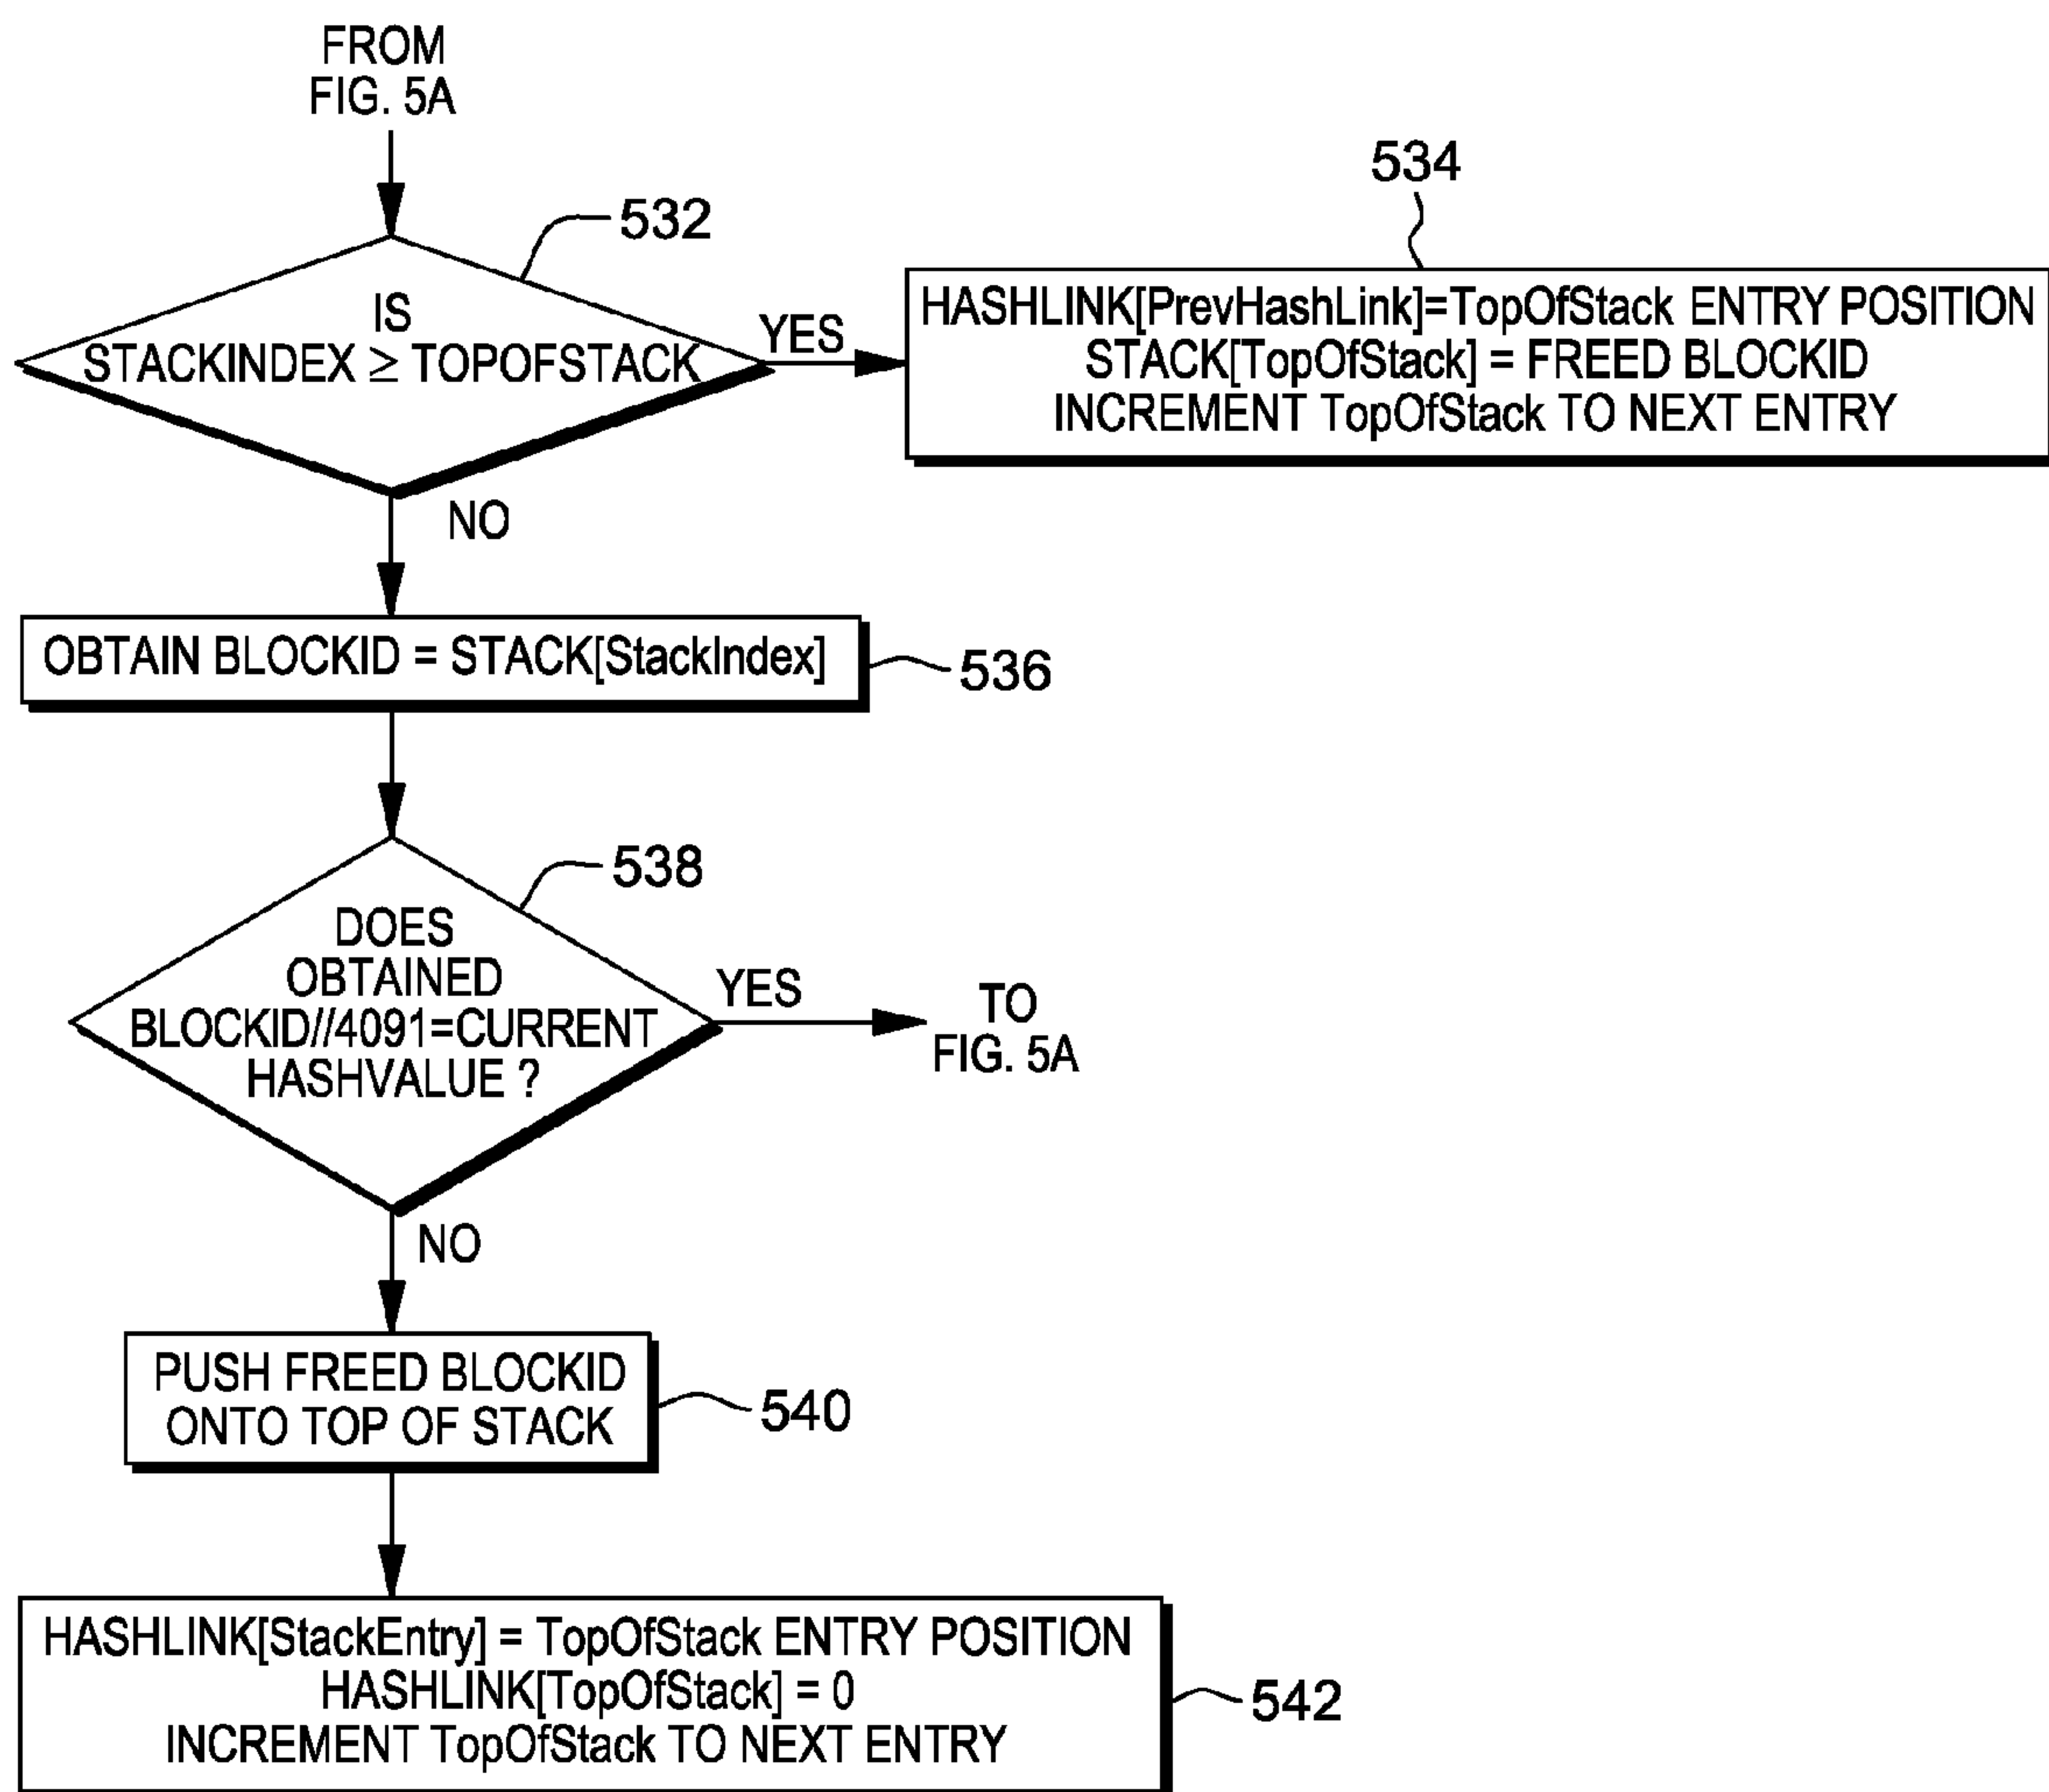 FROM
FIG. 5A
532
534
IS
STACKINDEX ≥ TOPOFSTACK
YES
HASHLINK[PrevHashLink]=TopOfStack ENTRY POSITION
STACK[TopOfStack] = FREED BLOCKID
INCREMENT TopOfStack TO NEXT ENTRY
NO
OBTAIN BLOCKID = STACK[StackIndex]
536
538
DOES
OBTAINED
BLOCKID//4091=CURRENT
HASHVALUE ?
YES
TO
FIG. 5A
NO
PUSH FREED BLOCKID
ONTO TOP OF STACK
540
HASHLINK[StackEntry] = TopOfStack ENTRY POSITION
HASHLINK[TopOfStack] = 0
INCREMENT TopOfStack TO NEXT ENTRY
542